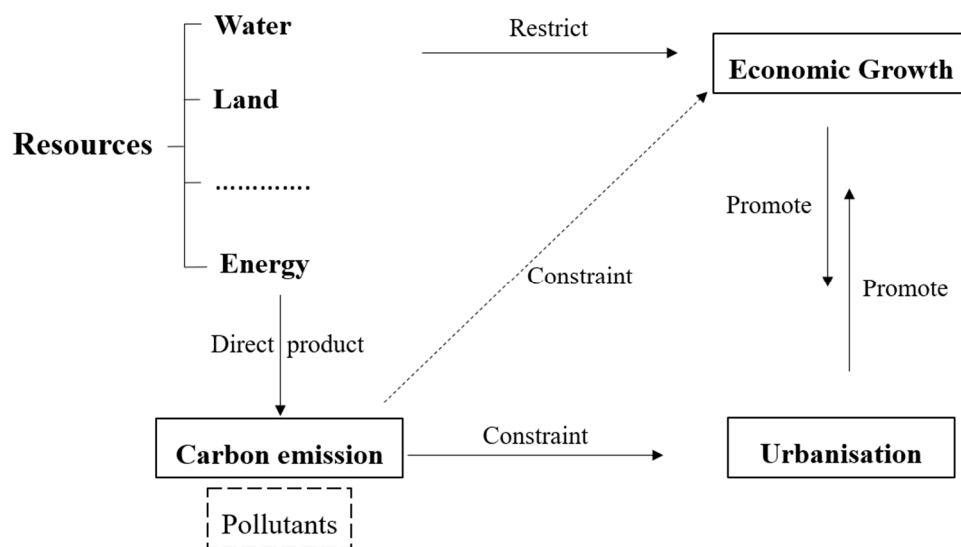 Water
Restrict
Economic Growth
Land
Resources
.............
Promote
Energy
Constraint
Promote
Direct product
Constraint
Carbon emission
Urbanisation
Pollutants